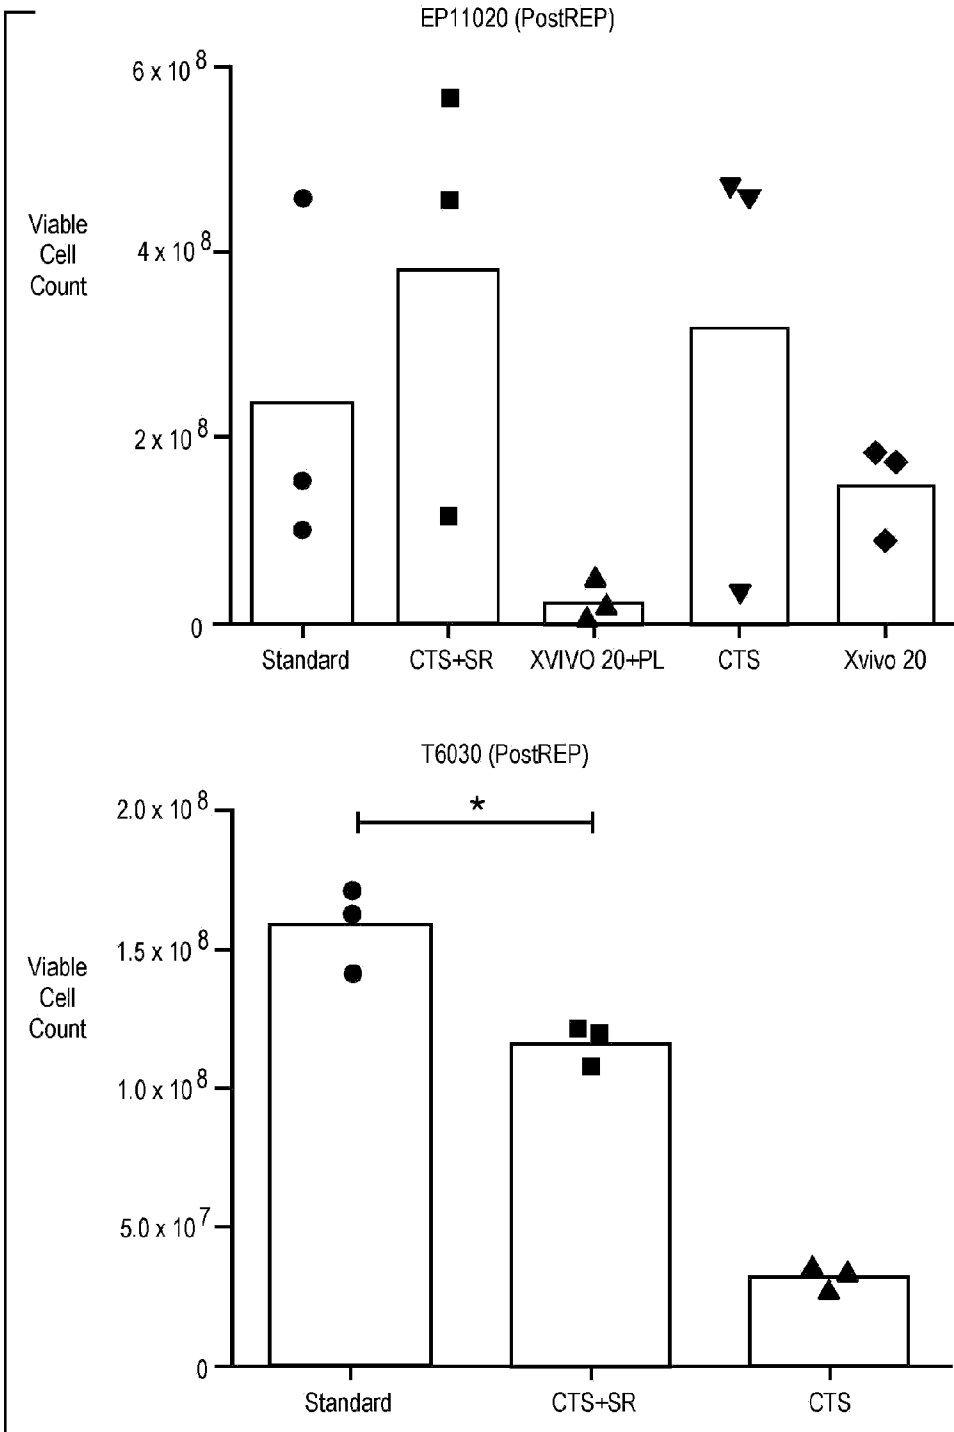 EP11020 (PostREP)
6 x 10^8
4 x 10^8
2 x 10^8
0
Viable
Cell
Count
Standard CTS+SR XVIVO 20+PL CTS Xvivo 20
T6030 (PostREP)
2.0 x 10^8
1.5 x 10^8
1.0 x 10^8
5.0 x 10^7
0
Viable
Cell
Count
*
Standard CTS+SR CTS